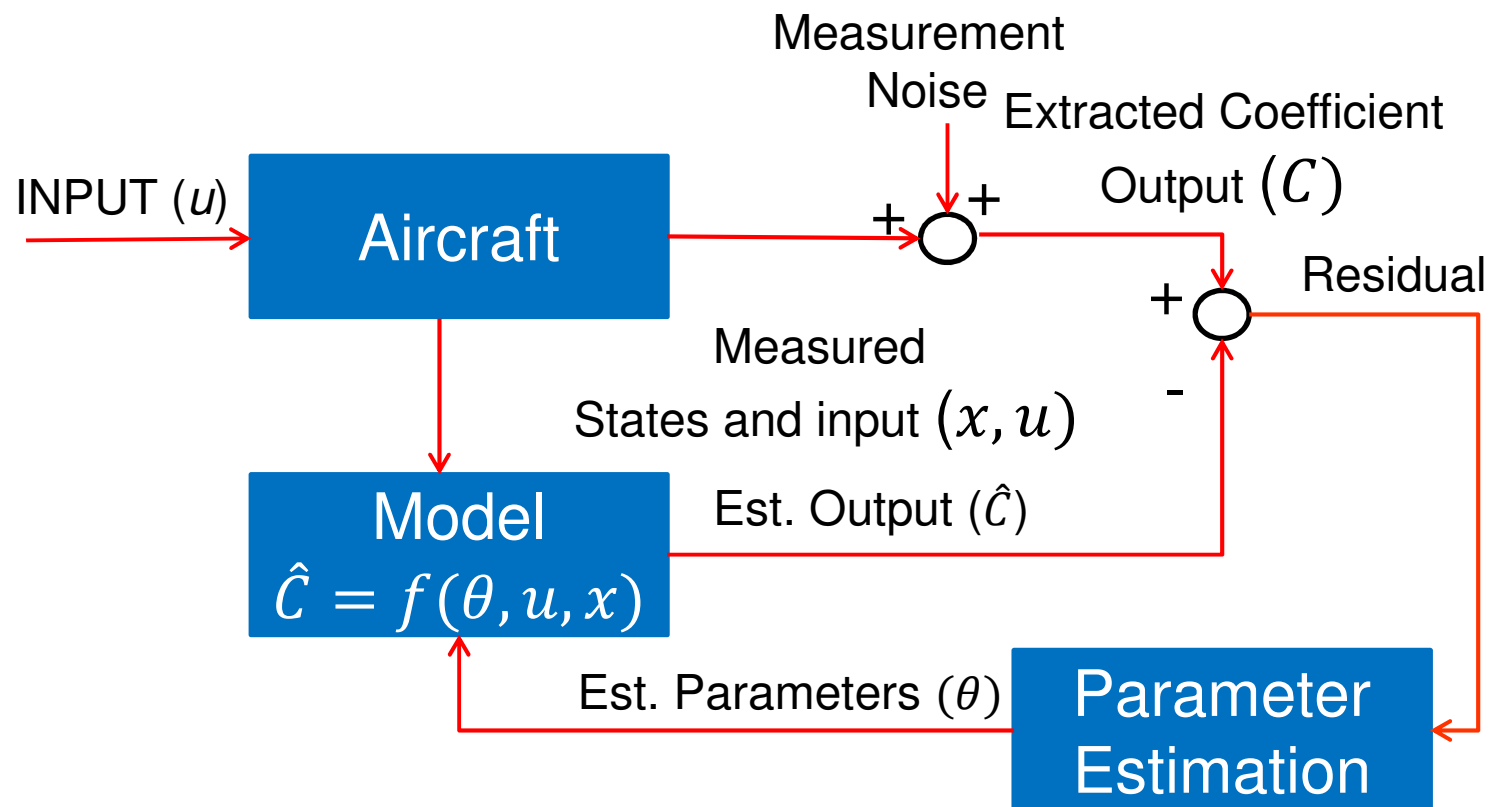 Measurement
Noise
Extracted Coefficient
Output (C)
INPUT (u)
Aircraft
+
+
Residual
+
-
Measured
States and input (x, u)
Model
Ĉ = f(θ, u, x)
Est. Output (Ĉ)
Est. Parameters (θ)
Parameter
Estimation